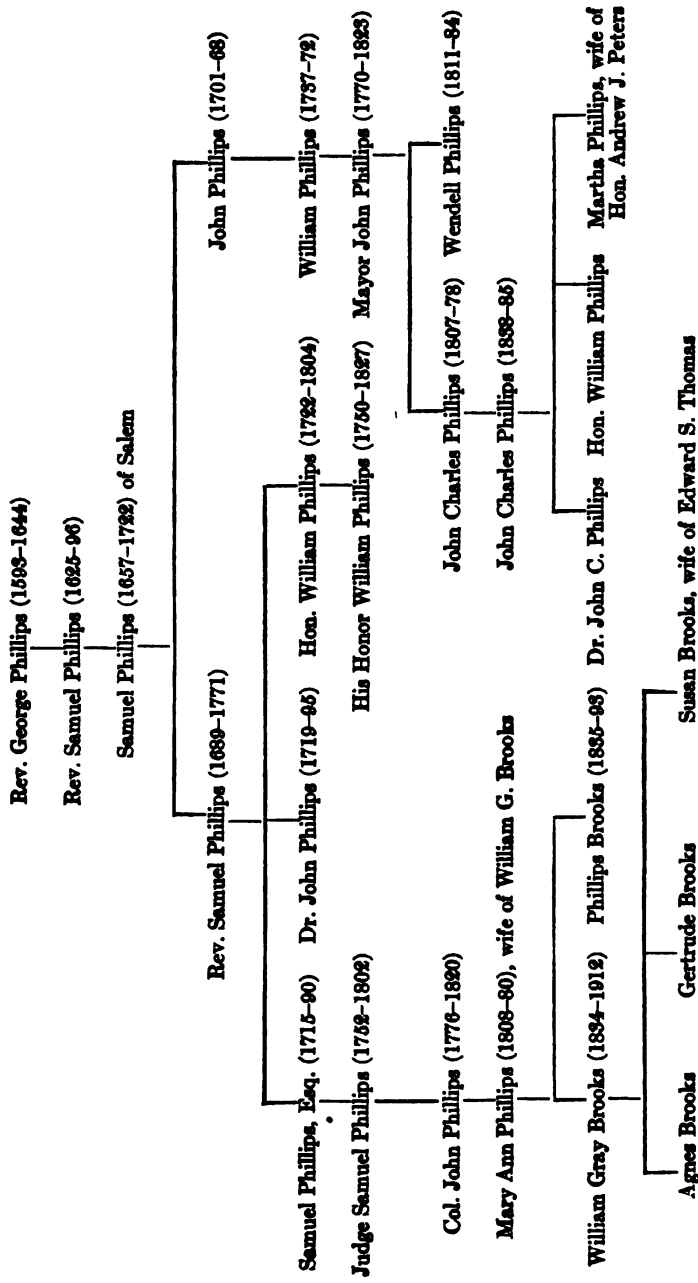 Rev. George Phillips (1593–1644)
Rev. Samuel Phillips (1625–96)
Samuel Phillips (1657–1722) of Salem
Rev. Samuel Phillips (1689–1771)
John Phillips (1701–68)
Samuel Phillips, Esq. (1715–90)
Dr. John Phillips (1719–95)
Hon. William Phillips (1722–1804)
William Phillips (1737–72)
Judge Samuel Phillips (1752–1802)
His Honor William Phillips (1750–1827)
Mayor John Phillips (1770–1823)
Col. John Phillips (1776–1820)
John Charles Phillips (1807–78)
Wendell Phillips (1811–84)
Mary Ann Phillips (1808–80), wife of William G. Brooks
John Charles Phillips (1838–85)
William Gray Brooks (1834–1912)
Phillips Brooks (1835–93)
Dr. John C. Phillips
Hon. William Phillips
Martha Phillips, wife of
Hon. Andrew J. Peters
Agnes Brooks
Gertrude Brooks
Susan Brooks, wife of Edward S. Thomas